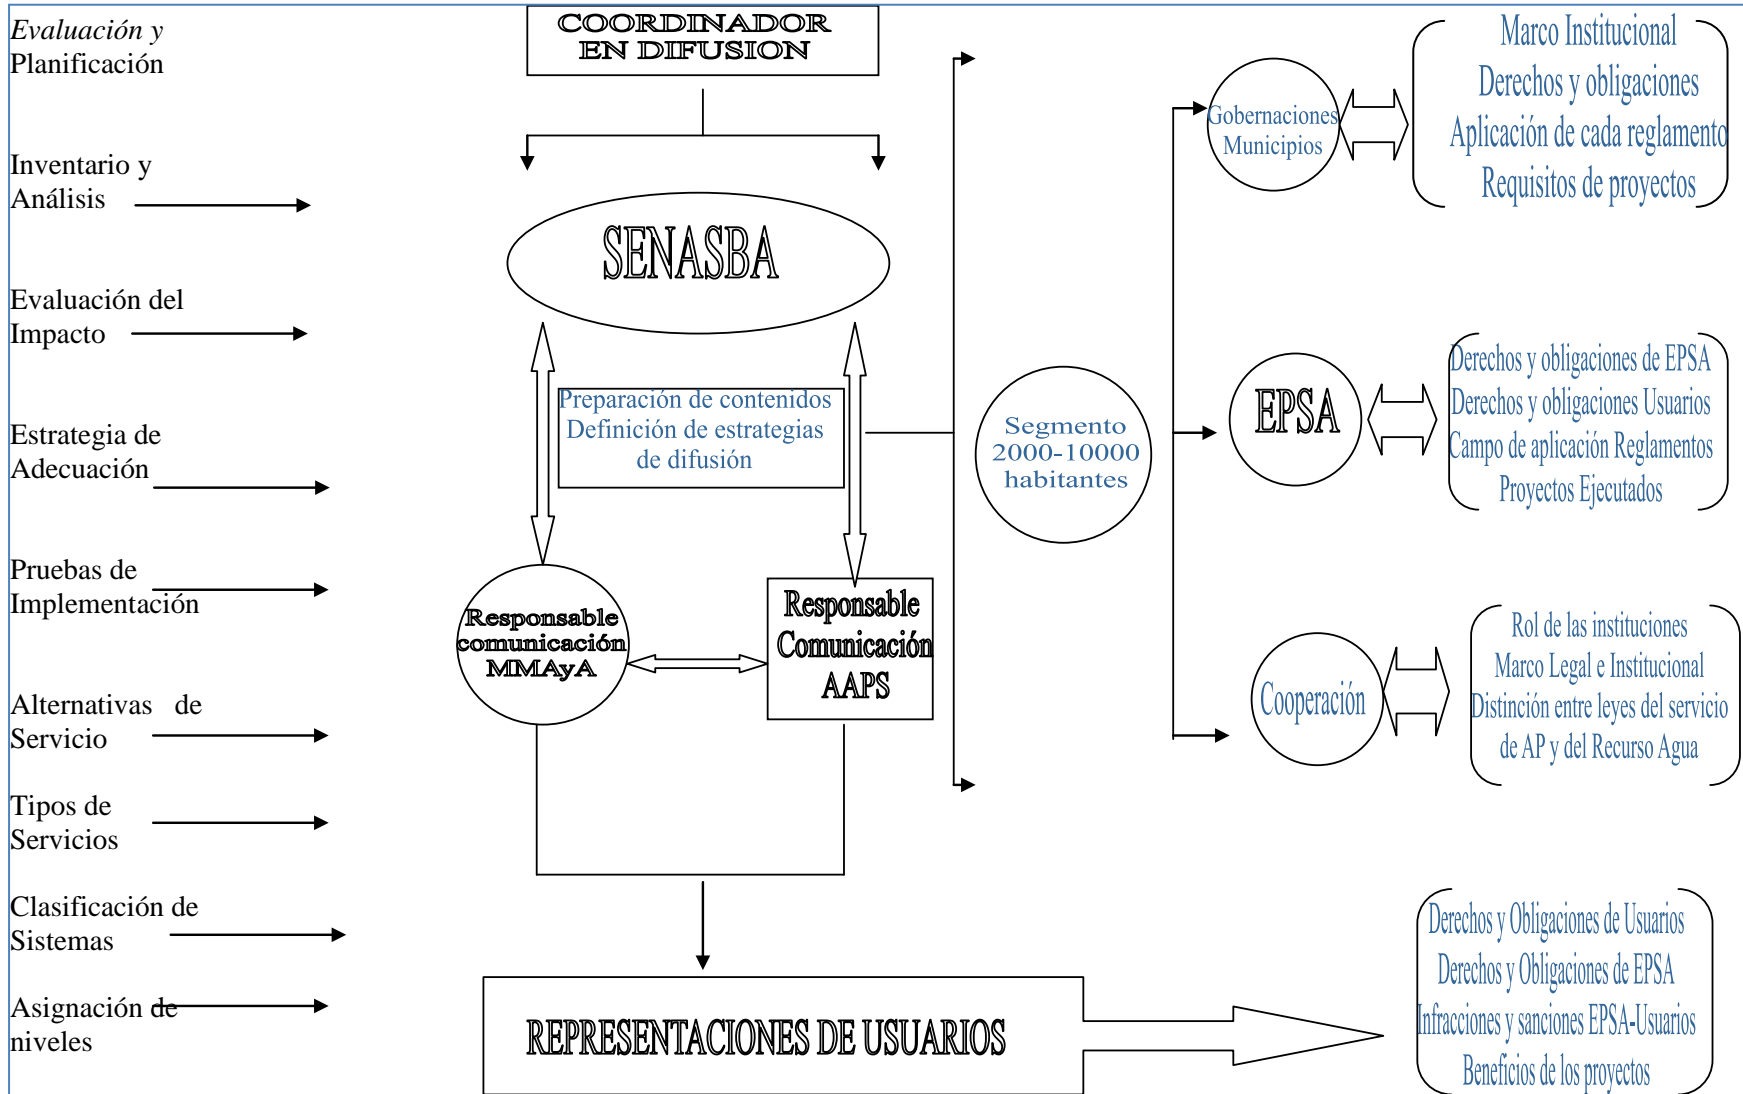 Evaluación y
Planificación
Inventario y
Análisis
Evaluación del
Impacto
Estrategia de
Adecuación
Pruebas de
Implementación
Alternativas de
Servicio
Tipos de
Servicios
Clasificación de
Sistemas
Asignación de
niveles
COORDINADOR
EN DIFUSION
SENASBA
Preparación de contenidos
Definición de estrategias
de difusión
Responsable
comunicación
MMAyA
Responsable
Comunicación
AAPS
REPRESENTACIONES DE USUARIOS
Segmento
2000-10000
habitantes
Gobernaciones
Municipios
Marco Institucional
Derechos y obligaciones
Aplicación de cada reglamento
Requisitos de proyectos
EPSA
Derechos y obligaciones de EPSA
Derechos y obligaciones Usuarios
Campo de aplicación Reglamentos
Proyectos Ejecutados
Cooperación
Rol de las instituciones
Marco Legal e Institucional
Distinción entre leyes del servicio
de AP y del Recurso Agua
Derechos y Obligaciones de Usuarios
Derechos y Obligaciones de EPSA
Infracciones y sanciones EPSA-Usuarios
Beneficios de los proyectos